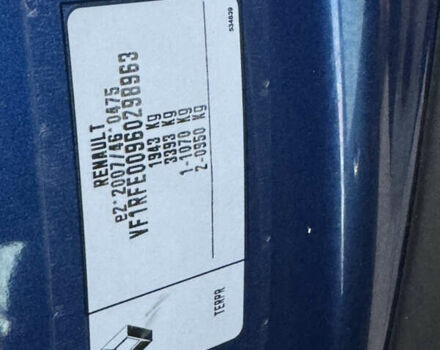 RENAULT
e2*2007/46*0475
VF1RFE00960298963
1943 Kg
3393 Kg
1-1070 Kg
2-0950 Kg
TERPR
534839